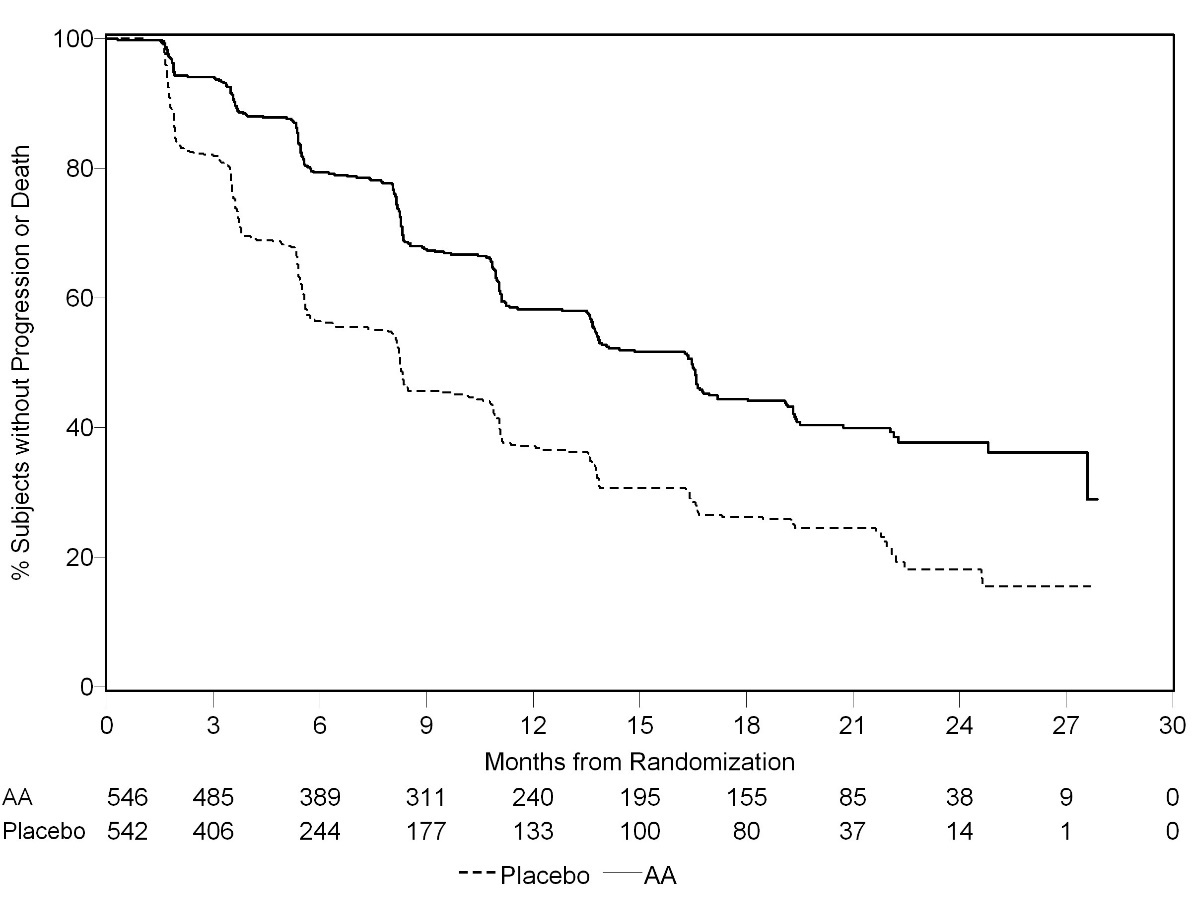 % Subjects without Progression or Death
100
80
60
40
20
0
0 3 6 9 12 15 18 21 24 27 30
Months from Randomization
AA 546 485 389 311 240 195 155 85 38 9 0
Placebo 542 406 244 177 133 100 80 37 14 1 0
Placebo AA